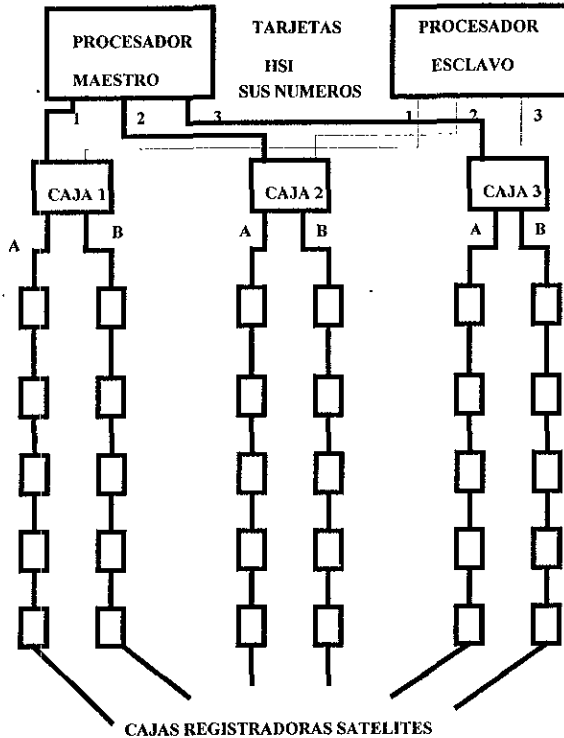 PROCESADOR
MAESTRO
TARJETAS
HSI
SUS NUMEROS
PROCESADOR
ESCLAVO
1 2 3 1 2 3
CAJA 1 CAJA 2 CAJA 3
A B A B A B
CAJAS REGISTRADORAS SATELITES